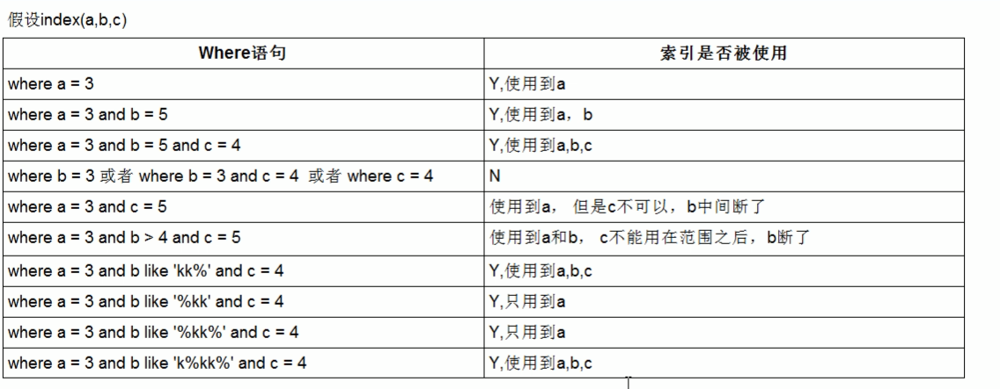 假设index(a,b,c)
Where语句 索引是否被使用
where a = 3 Y,使用到a
where a = 3 and b = 5 Y,使用到a，b
where a = 3 and b = 5 and c = 4 Y,使用到a,b,c
where b = 3 或者 where b = 3 and c = 4 或者 where c = 4 N
where a = 3 and c = 5 使用到a， 但是c不可以，b中间断了
where a = 3 and b > 4 and c = 5 使用到a和b， c不能用在范围之后，b断了
where a = 3 and b like 'kk%' and c = 4 Y,使用到a,b,c
where a = 3 and b like '%kk' and c = 4 Y,只用到a
where a = 3 and b like '%kk%' and c = 4 Y,只用到a
where a = 3 and b like 'k%kk%' and c = 4 Y,使用到a,b,c